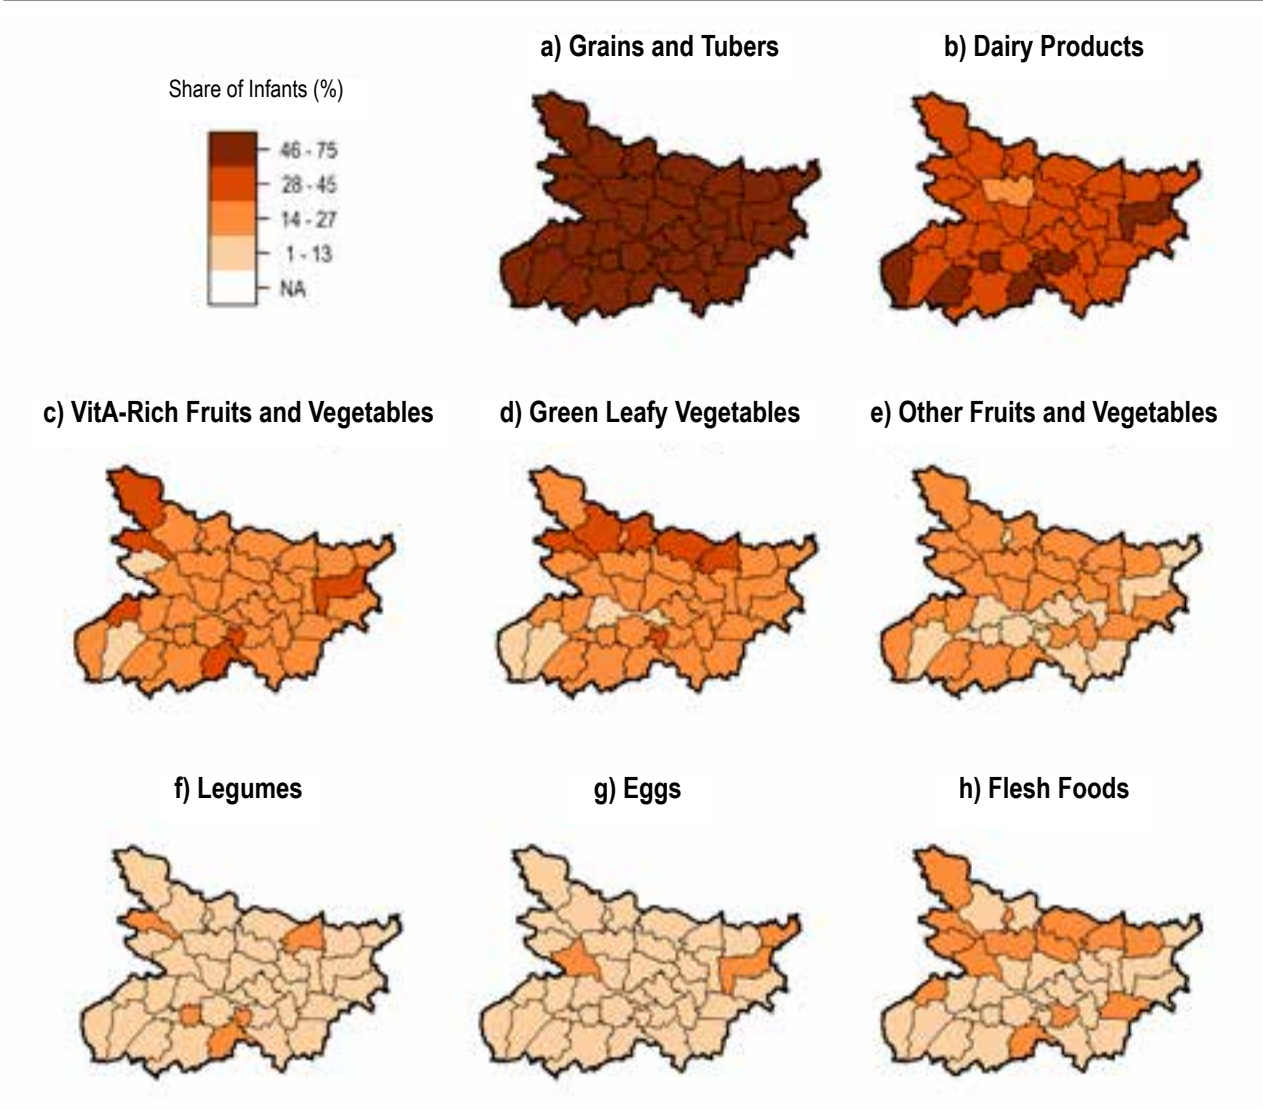 a) Grains and Tubers
b) Dairy Products
Share of Infants (%)
46 - 75
28 - 45
14 - 27
1 - 13
NA
c) VitA-Rich Fruits and Vegetables
d) Green Leafy Vegetables
e) Other Fruits and Vegetables
f) Legumes
g) Eggs
h) Flesh Foods